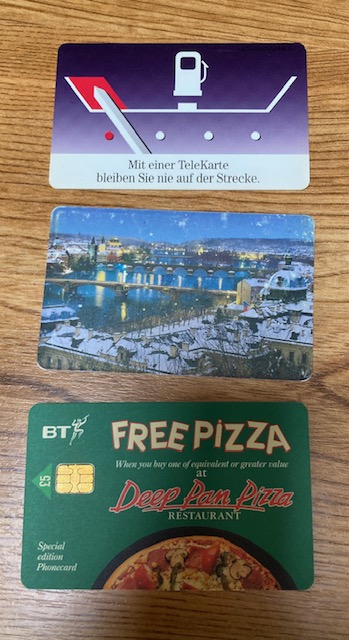 Mit einer TeleKarte
bleiben Sie nie auf der Strecke.
BT
FREE PIZZA
When you buy one of equivalent or greater value
at
Deep Pan Pizza
RESTAURANT
£5
Special
edition
Phonecard